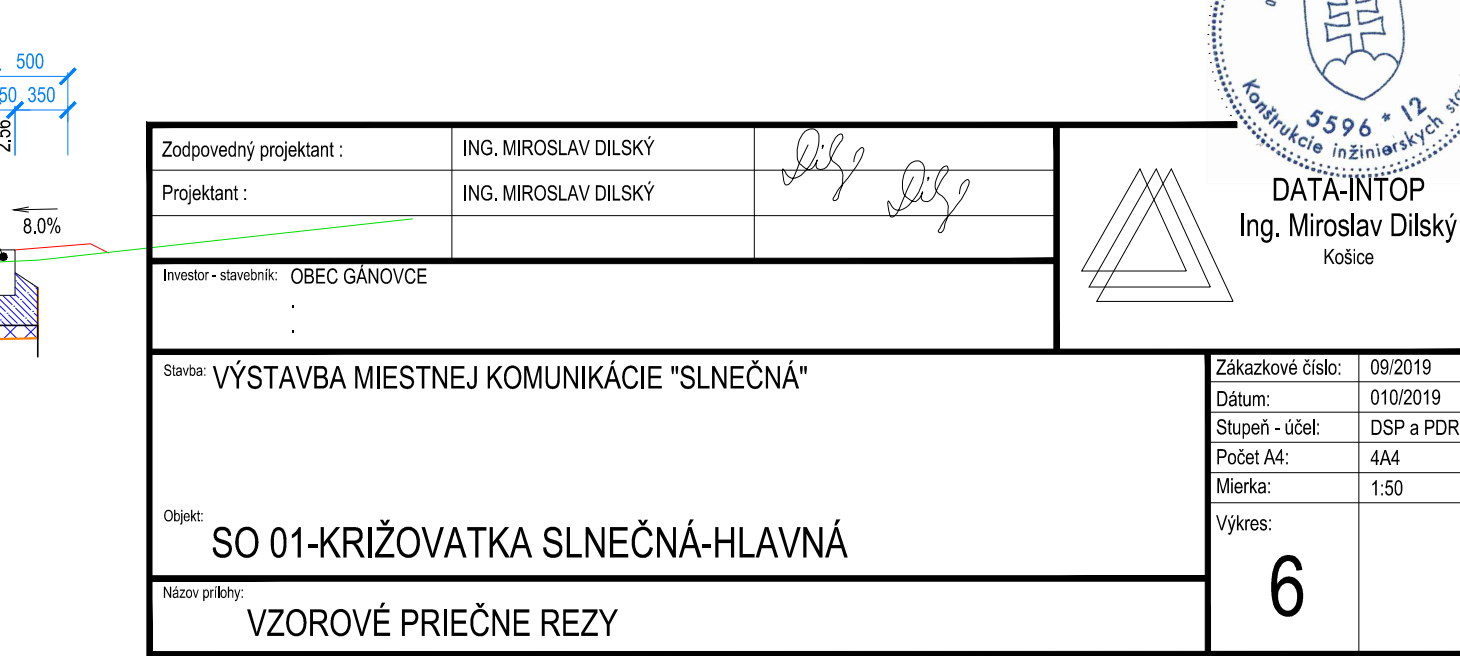 500
50 350
2.56
8.0%
Zodpovedný projektant : ING. MIROSLAV DILSKÝ
Projektant : ING. MIROSLAV DILSKÝ
Investor - stavebník: OBEC GÁNOVCE
.
.
Konštrukcie inžinierskych
5596 * 12
DATA-INTOP
Ing. Miroslav Dilský
Košice
Stavba: VÝSTAVBA MIESTNEJ KOMUNIKÁCIE "SLNEČNÁ"
Objekt:
SO 01-KRIŽOVATKA SLNEČNÁ-HLAVNÁ
Názov prílohy:
VZOROVÉ PRIEČNE REZY
Zákazkové číslo: 09/2019
Dátum: 010/2019
Stupeň - účel: DSP a PDR
Počet A4: 4A4
Mierka: 1:50
Výkres:
6